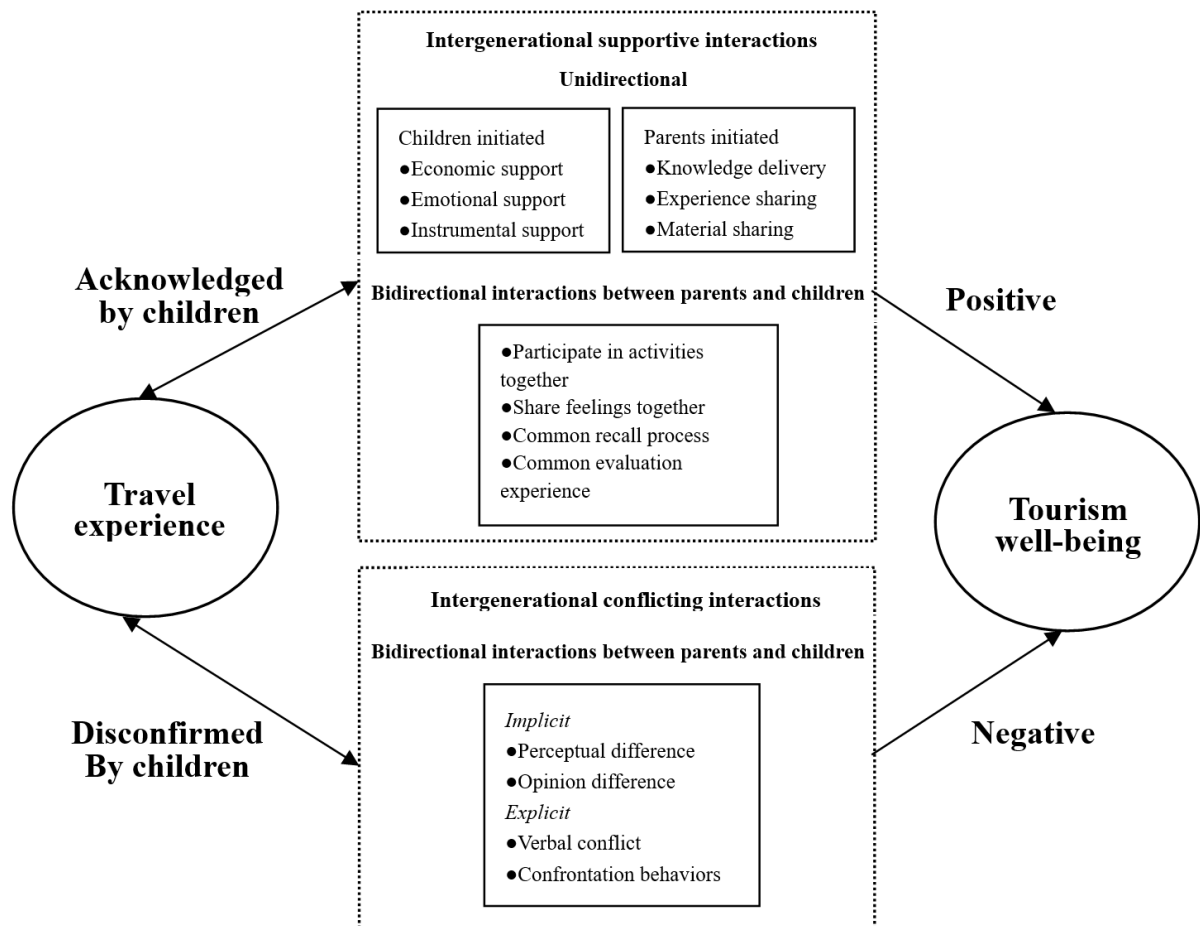 Intergenerational supportive interactions
Unidirectional
Children initiated
●Economic support
●Emotional support
●Instrumental support
Parents initiated
●Knowledge delivery
●Experience sharing
●Material sharing
Acknowledged
by children
Bidirectional interactions between parents and children
Positive
●Participate in activities
together
●Share feelings together
●Common recall process
●Common evaluation
experience
Travel
experience
Tourism
well-being
Intergenerational conflicting interactions
Bidirectional interactions between parents and children
Disconfirmed
By children
Negative
Implicit
●Perceptual difference
●Opinion difference
Explicit
●Verbal conflict
●Confrontation behaviors